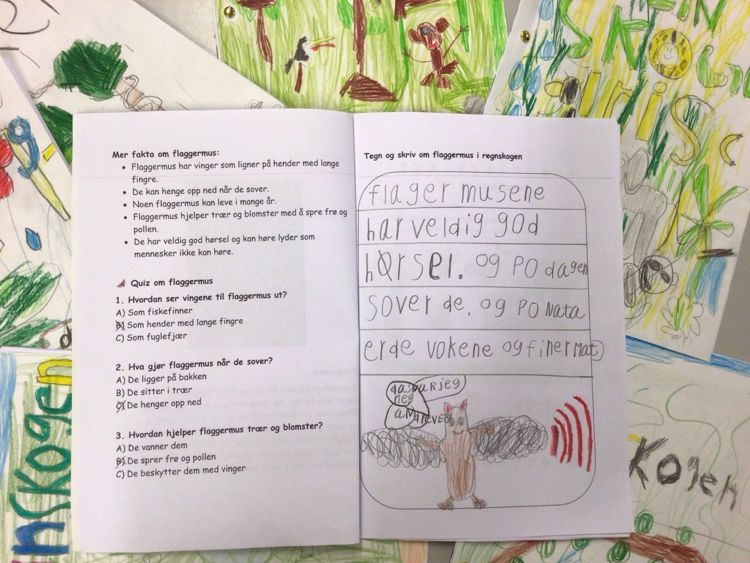 Mer fakta om flaggermus:
• Flaggermus har vinger som ligner på hender med lange
fingre.
• De kan henge opp ned når de sover.
• Noen flaggermus kan leve i mange år.
• Flaggermus hjelper trær og blomster med å spre frø og
pollen.
• De har veldig god hørsel og kan høre lyder som
mennesker ikke kan høre.
Quiz om flaggermus
1. Hvordan ser vingene til flaggermus ut?
A) Som fiskefinner
B) Som hender med lange fingre
C) Som fuglefjær
2. Hva gjør flaggermus når de sover?
A) De ligger på bakken
B) De sitter i trær
C) De henger opp ned
3. Hvordan hjelper flaggermus trær og blomster?
A) De vanner dem
B) De sprer frø og pollen
C) De beskytter dem med vinger
Tegn og skriv om flaggermus i regnskogen
flager musene
har veldig god
hørsel. og PO dagen
sover de. og PO Nata
erde vokene og finer mat
nskogen
kogen